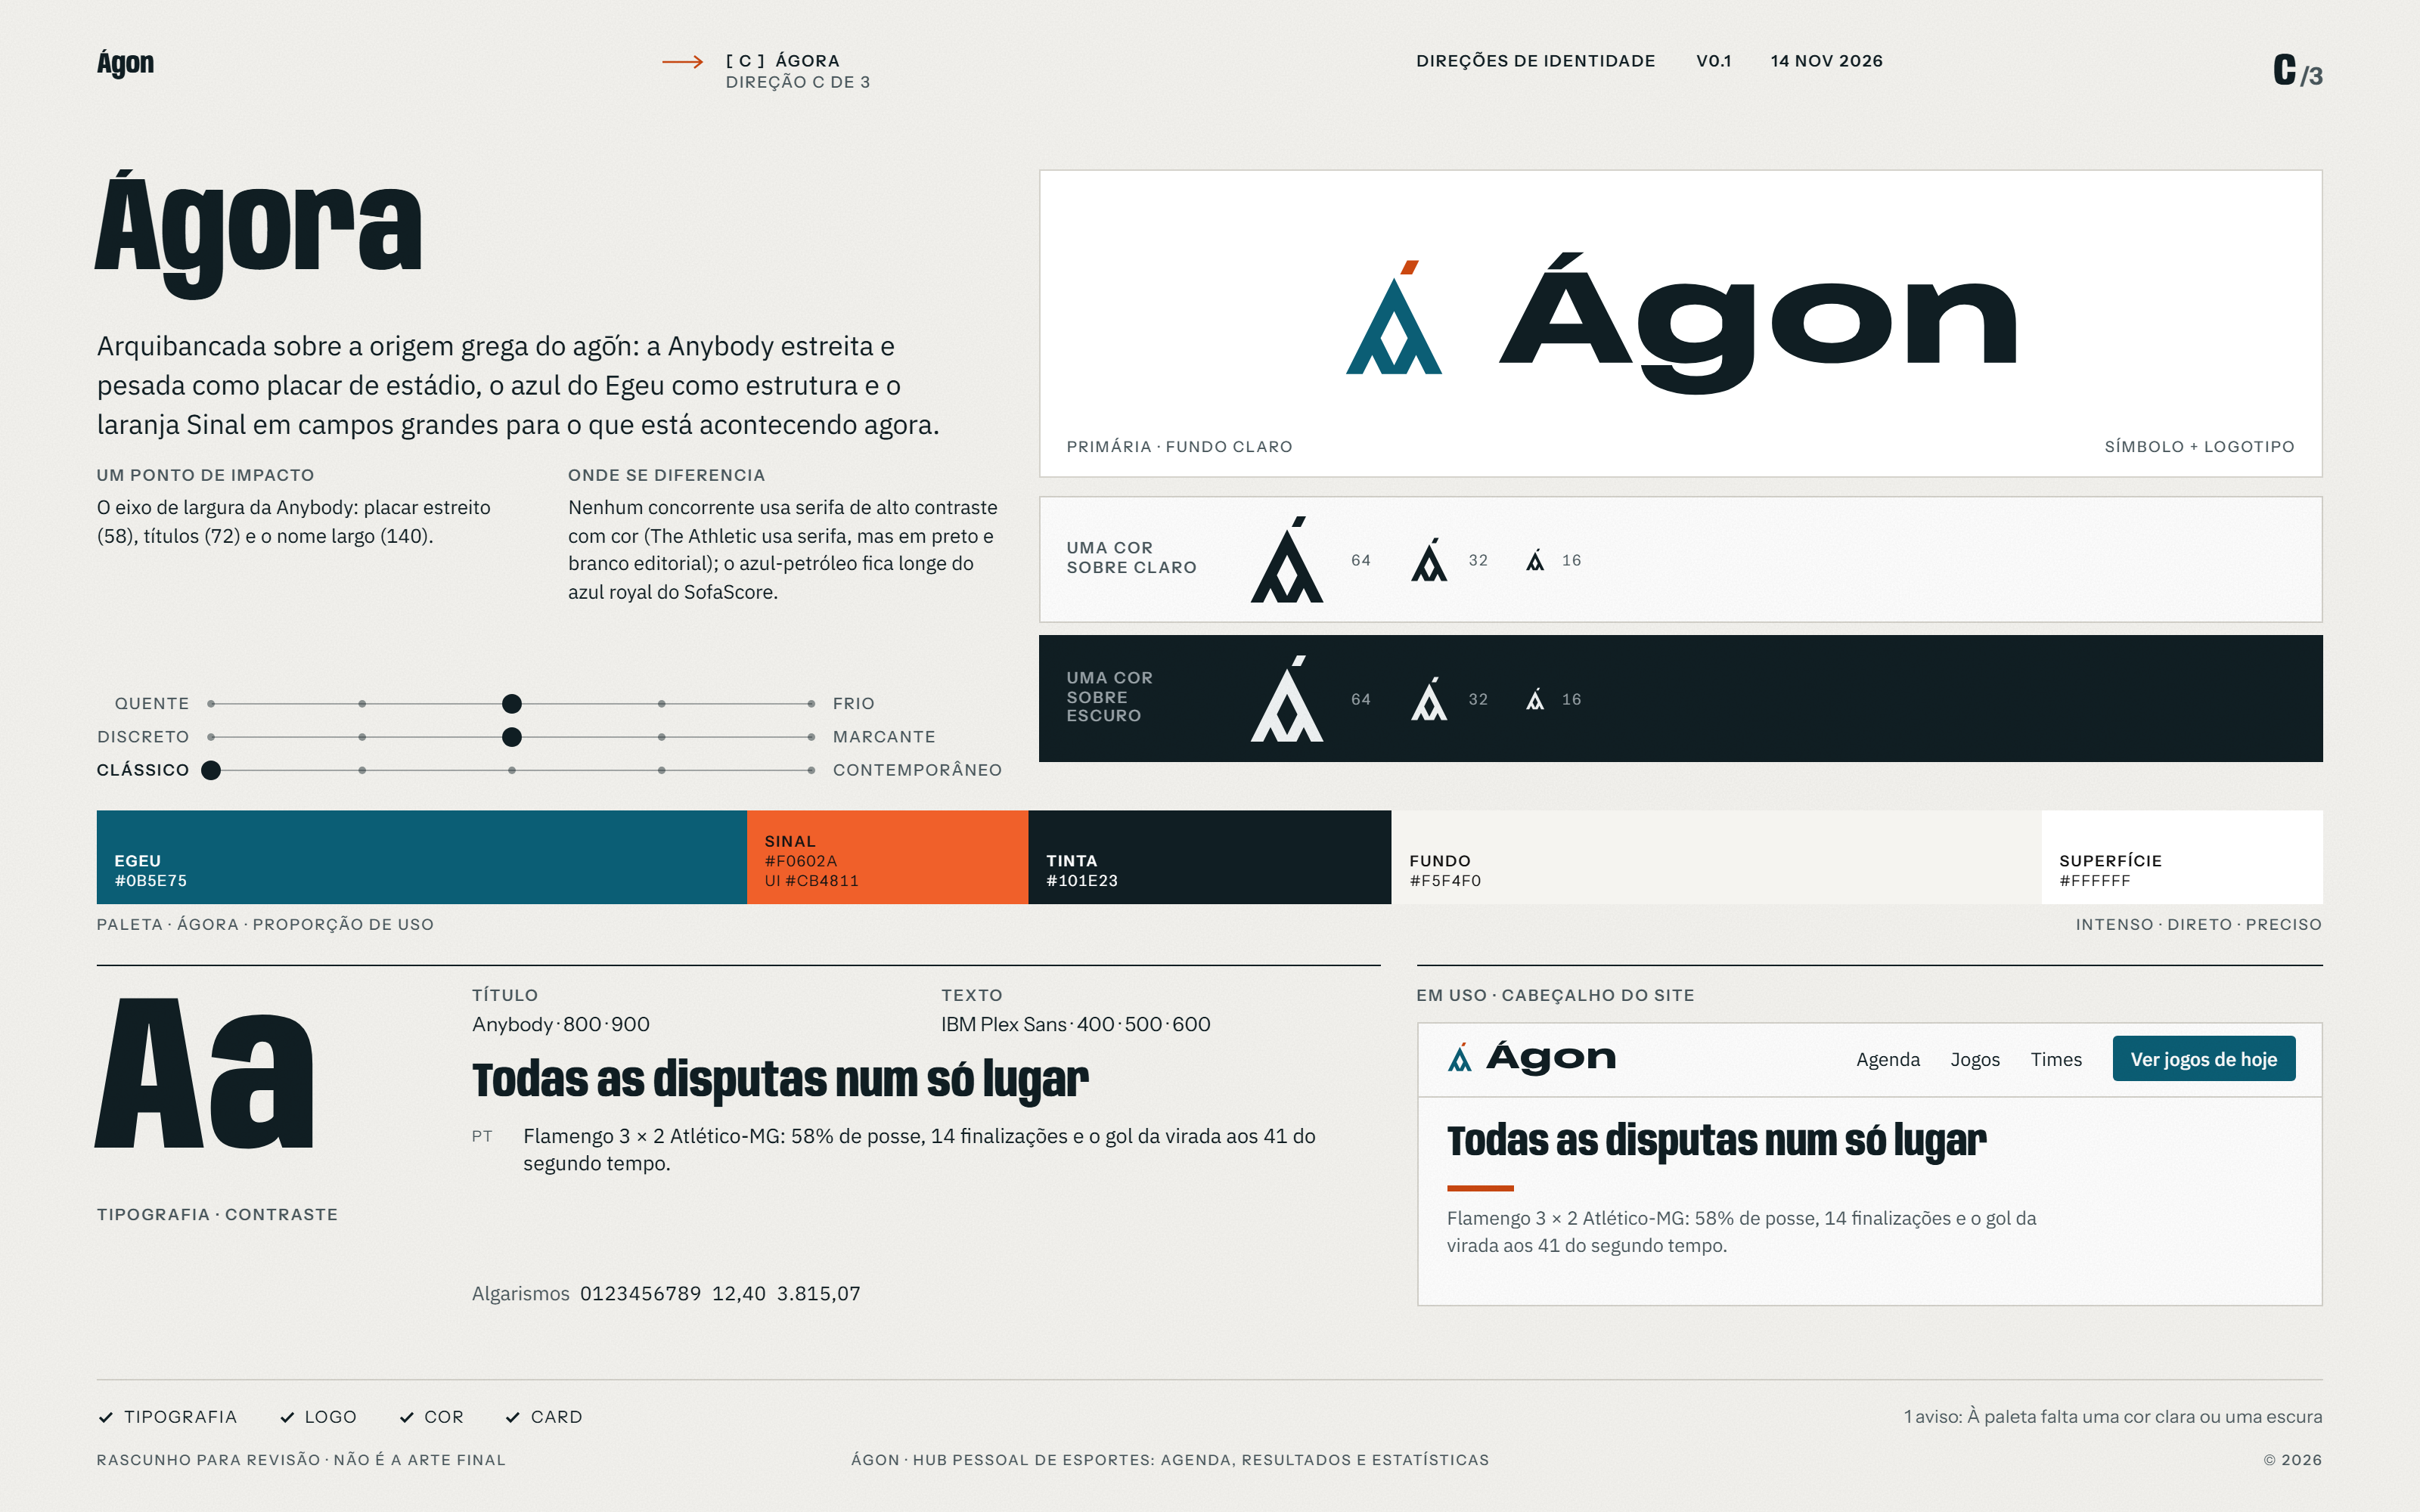 Ágon
[ C ] ÁGORA
DIREÇÃO C DE 3
DIREÇÕES DE IDENTIDADE V0.1 14 NOV 2026
C/3
Ágora
Arquibancada sobre a origem grega do agṓn: a Anybody estreita e
pesada como placar de estádio, o azul do Egeu como estrutura e o
laranja Sinal em campos grandes para o que está acontecendo agora.
UM PONTO DE IMPACTO
O eixo de largura da Anybody: placar estreito
(58), títulos (72) e o nome largo (140).
ONDE SE DIFERENCIA
Nenhum concorrente usa serifa de alto contraste
com cor (The Athletic usa serifa, mas em preto e
branco editorial); o azul-petróleo fica longe do
azul royal do SofaScore.
QUENTE FRIO
DISCRETO MARCANTE
CLÁSSICO CONTEMPORÂNEO
Ágon
PRIMÁRIA · FUNDO CLARO
SÍMBOLO + LOGOTIPO
UMA COR
SOBRE CLARO
64 32 16
UMA COR
SOBRE
ESCURO
64 32 16
EGEU
#0B5E75
SINAL
#F0602A
UI #CB4811
TINTA
#101E23
FUNDO
#F5F4F0
SUPERFÍCIE
#FFFFFF
PALETA · ÁGORA · PROPORÇÃO DE USO
INTENSO · DIRETO · PRECISO
Aa
TIPOGRAFIA · CONTRASTE
TÍTULO
Anybody · 800 · 900
TEXTO
IBM Plex Sans · 400 · 500 · 600
Todas as disputas num só lugar
PT Flamengo 3 × 2 Atlético-MG: 58% de posse, 14 finalizações e o gol da virada aos 41 do
segundo tempo.
Algarismos 0123456789 12,40 3.815,07
EM USO · CABEÇALHO DO SITE
Ágon Agenda Jogos Times Ver jogos de hoje
Todas as disputas num só lugar
Flamengo 3 × 2 Atlético-MG: 58% de posse, 14 finalizações e o gol da
virada aos 41 do segundo tempo.
TIPOGRAFIA LOGO COR CARD
1 aviso: À paleta falta uma cor clara ou uma escura
RASCUNHO PARA REVISÃO · NÃO É A ARTE FINAL
ÁGON · HUB PESSOAL DE ESPORTES: AGENDA, RESULTADOS E ESTATÍSTICAS
© 2026